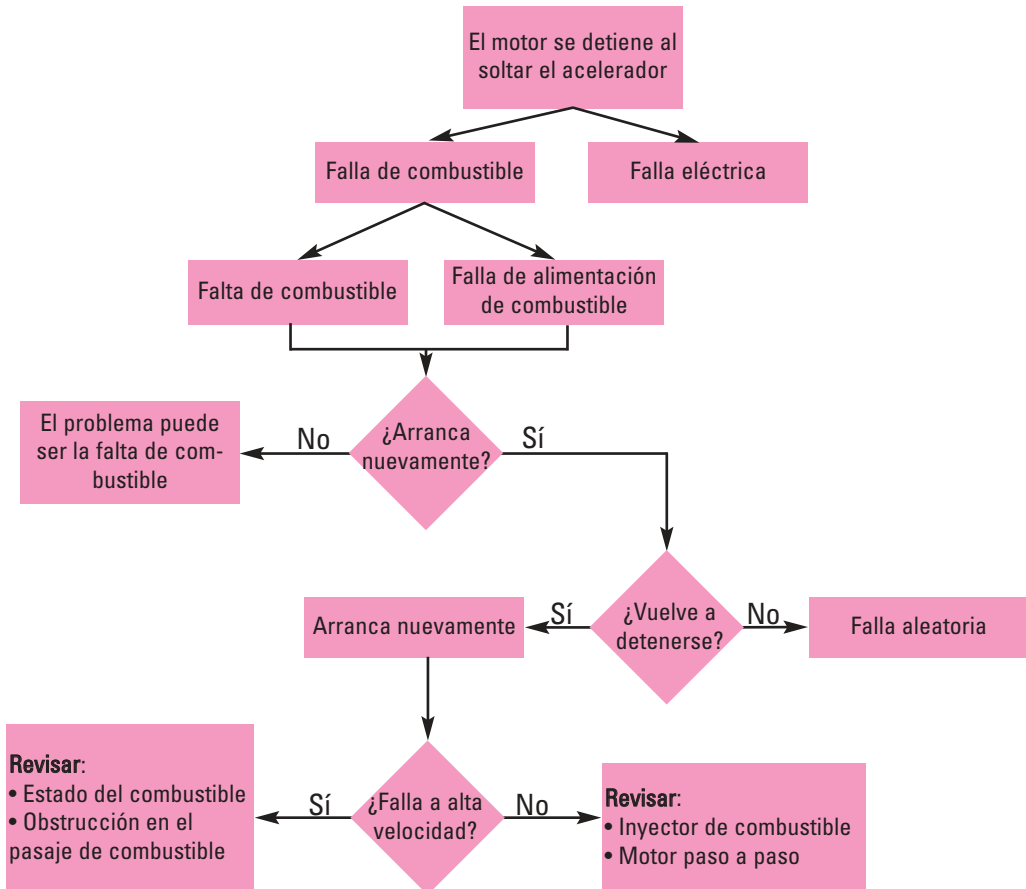 El motor se detiene al
soltar el acelerador
Falla de combustible
Falla eléctrica
Falta de combustible
Falla de alimentación
de combustible
El problema puede
ser la falta de com-
bustible
No
¿Arranca
nuevamente?
Sí
Arranca nuevamente
Sí
¿Vuelve a
detenerse?
No
Falla aleatoria
Revisar:
• Estado del combustible
• Obstrucción en el
pasaje de combustible
Sí
¿Falla a alta
velocidad?
No
Revisar:
• Inyector de combustible
• Motor paso a paso